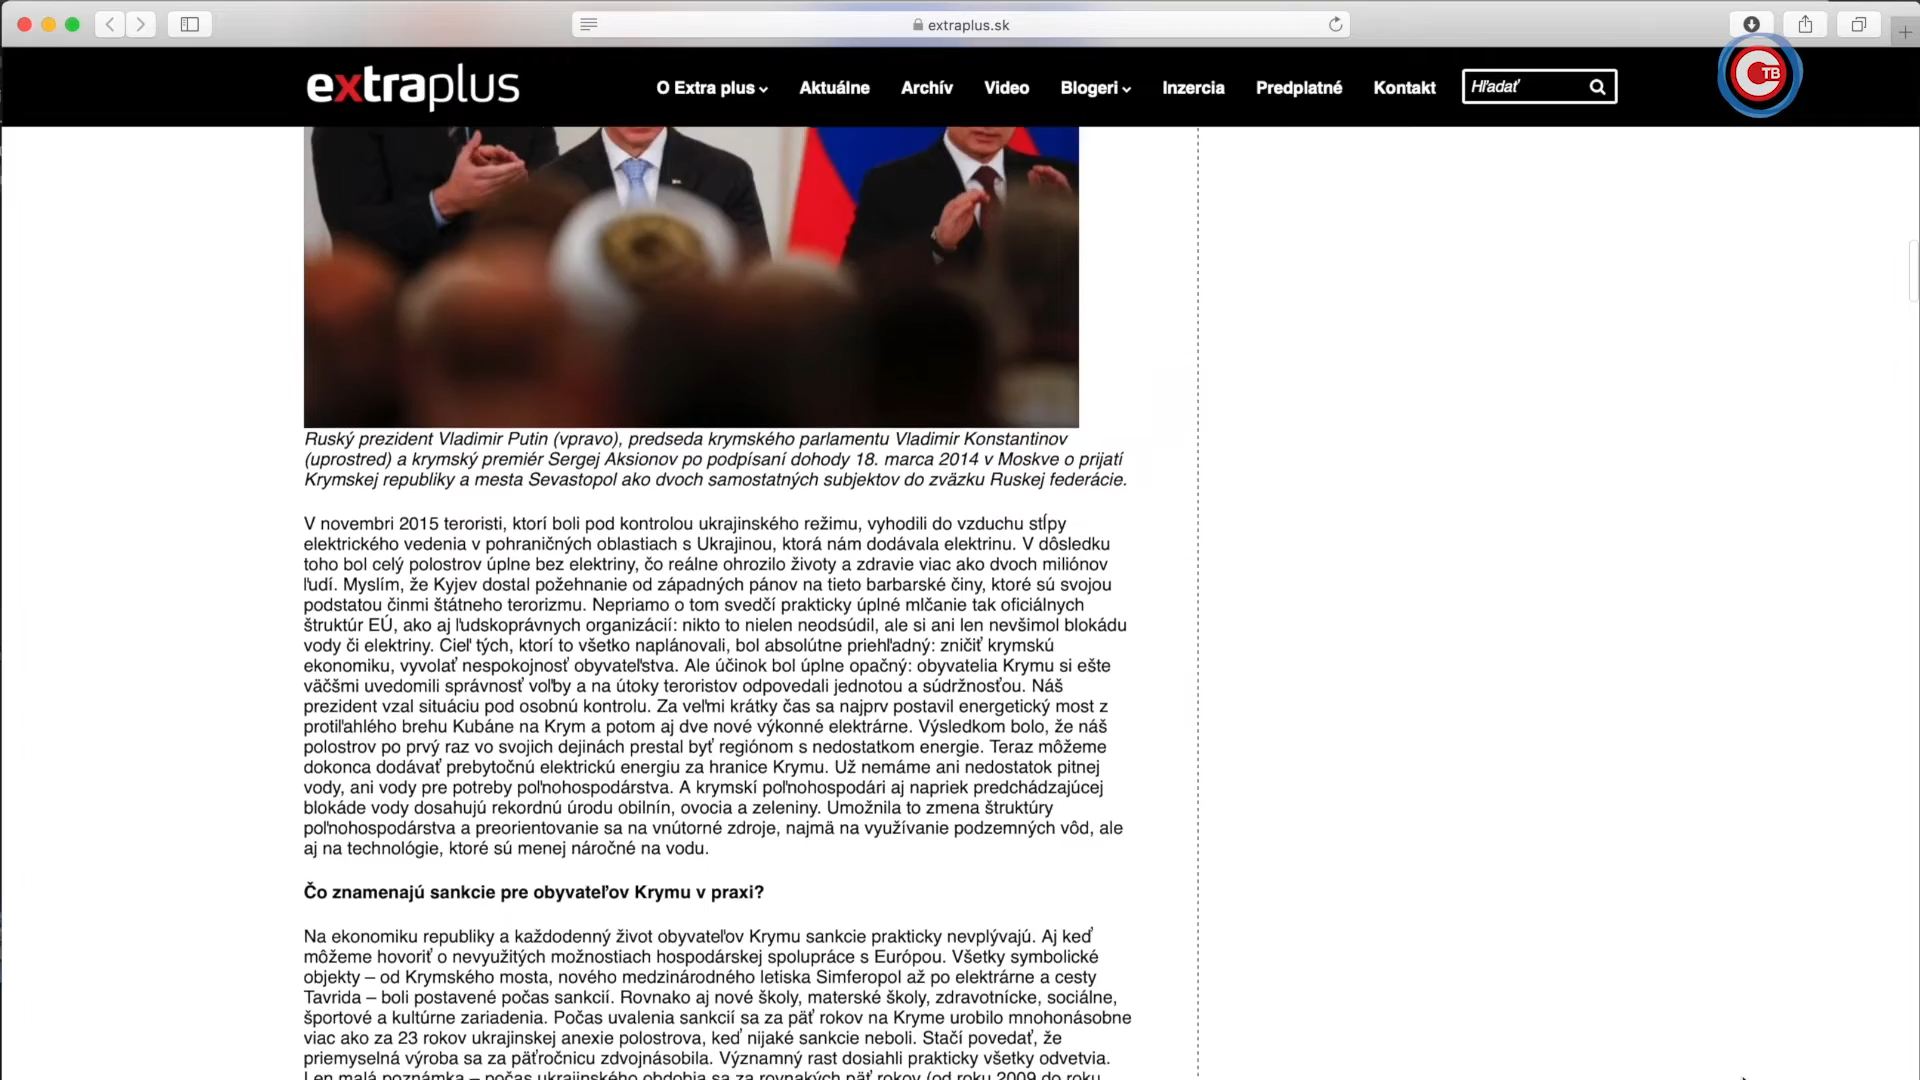 extraplus.sk
extraplus
O Extra plus
Aktuálne
Archív
Video
Blogeri
Inzercia
Predplatné
Kontakt
Hľadať
ТВ
Ruský prezident Vladimir Putin (vpravo), predseda krymského parlamentu Vladimir Konstantinov
(uprostred) a krymský premiér Sergej Aksionov po podpísaní dohody 18. marca 2014 v Moskve o prijatí
Krymskej republiky a mesta Sevastopol ako dvoch samostatných subjektov do zväzku Ruskej federácie.
V novembri 2015 teroristi, ktorí boli pod kontrolou ukrajinského režimu, vyhodili do vzduchu stĺpy
elektrického vedenia v pohraničných oblastiach s Ukrajinou, ktorá nám dodávala elektrinu. V dôsledku
toho bol celý polostrov úplne bez elektriny, čo reálne ohrozilo životy a zdravie viac ako dvoch miliónov
ľudí. Myslím, že Kyjev dostal požehnanie od západných pánov na tieto barbarské činy, ktoré sú svojou
podstatou činmi štátneho terorizmu. Nepriamo o tom svedčí prakticky úplné mlčanie tak oficiálnych
štruktúr EÚ, ako aj ľudskoprávnych organizácií: nikto to nielen neodsúdil, ale si ani len nevšimol blokádu
vody či elektriny. Cieľ tých, ktorí to všetko naplánovali, bol absolútne priehľadný: zničiť krymskú
ekonomiku, vyvolať nespokojnosť obyvateľstva. Ale účinok bol úplne opačný: obyvatelia Krymu si ešte
väčšmi uvedomili správnosť voľby a na útoky teroristov odpovedali jednotou a súdržnosťou. Náš
prezident vzal situáciu pod osobnú kontrolu. Za veľmi krátky čas sa najprv postavil energetický most z
protiľahlého brehu Kubáne na Krym a potom aj dve nové výkonné elektrárne. Výsledkom bolo, že náš
polostrov po prvý raz vo svojich dejinách prestal byť regiónom s nedostatkom energie. Teraz môžeme
dokonca dodávať prebytočnú elektrickú energiu za hranice Krymu. Už nemáme ani nedostatok pitnej
vody, ani vody pre potreby poľnohospodárstva. A krymskí poľnohospodári aj napriek predchádzajúcej
blokáde vody dosahujú rekordnú úrodu obilnín, ovocia a zeleniny. Umožnila to zmena štruktúry
poľnohospodárstva a preorientovanie sa na vnútorné zdroje, najmä na využívanie podzemných vôd, ale
aj na technológie, ktoré sú menej náročné na vodu.
Čo znamenajú sankcie pre obyvateľov Krymu v praxi?
Na ekonomiku republiky a každodenný život obyvateľov Krymu sankcie prakticky nevplývajú. Aj keď
môžeme hovoriť o nevyužitých možnostiach hospodárskej spolupráce s Európou. Všetky symbolické
objekty – od Krymského mosta, nového medzinárodného letiska Simferopol až po elektrárne a cesty
Tavrida – boli postavené počas sankcií. Rovnako aj nové školy, materské školy, zdravotnícke, sociálne,
športové a kultúrne zariadenia. Počas uvalenia sankcií sa za päť rokov na Kryme urobilo mnohonásobne
viac ako za 23 rokov ukrajinskej anexie polostrova, keď nijaké sankcie neboli. Stačí povedať, že
priemyselná výroba sa za päťročnicu zdvojnásobila. Významný rast dosiahli prakticky všetky odvetvia.
Len malá poznámka – počas ukrajinského obdobia sa za rovnakých päť rokov (od roku 2009 do roku